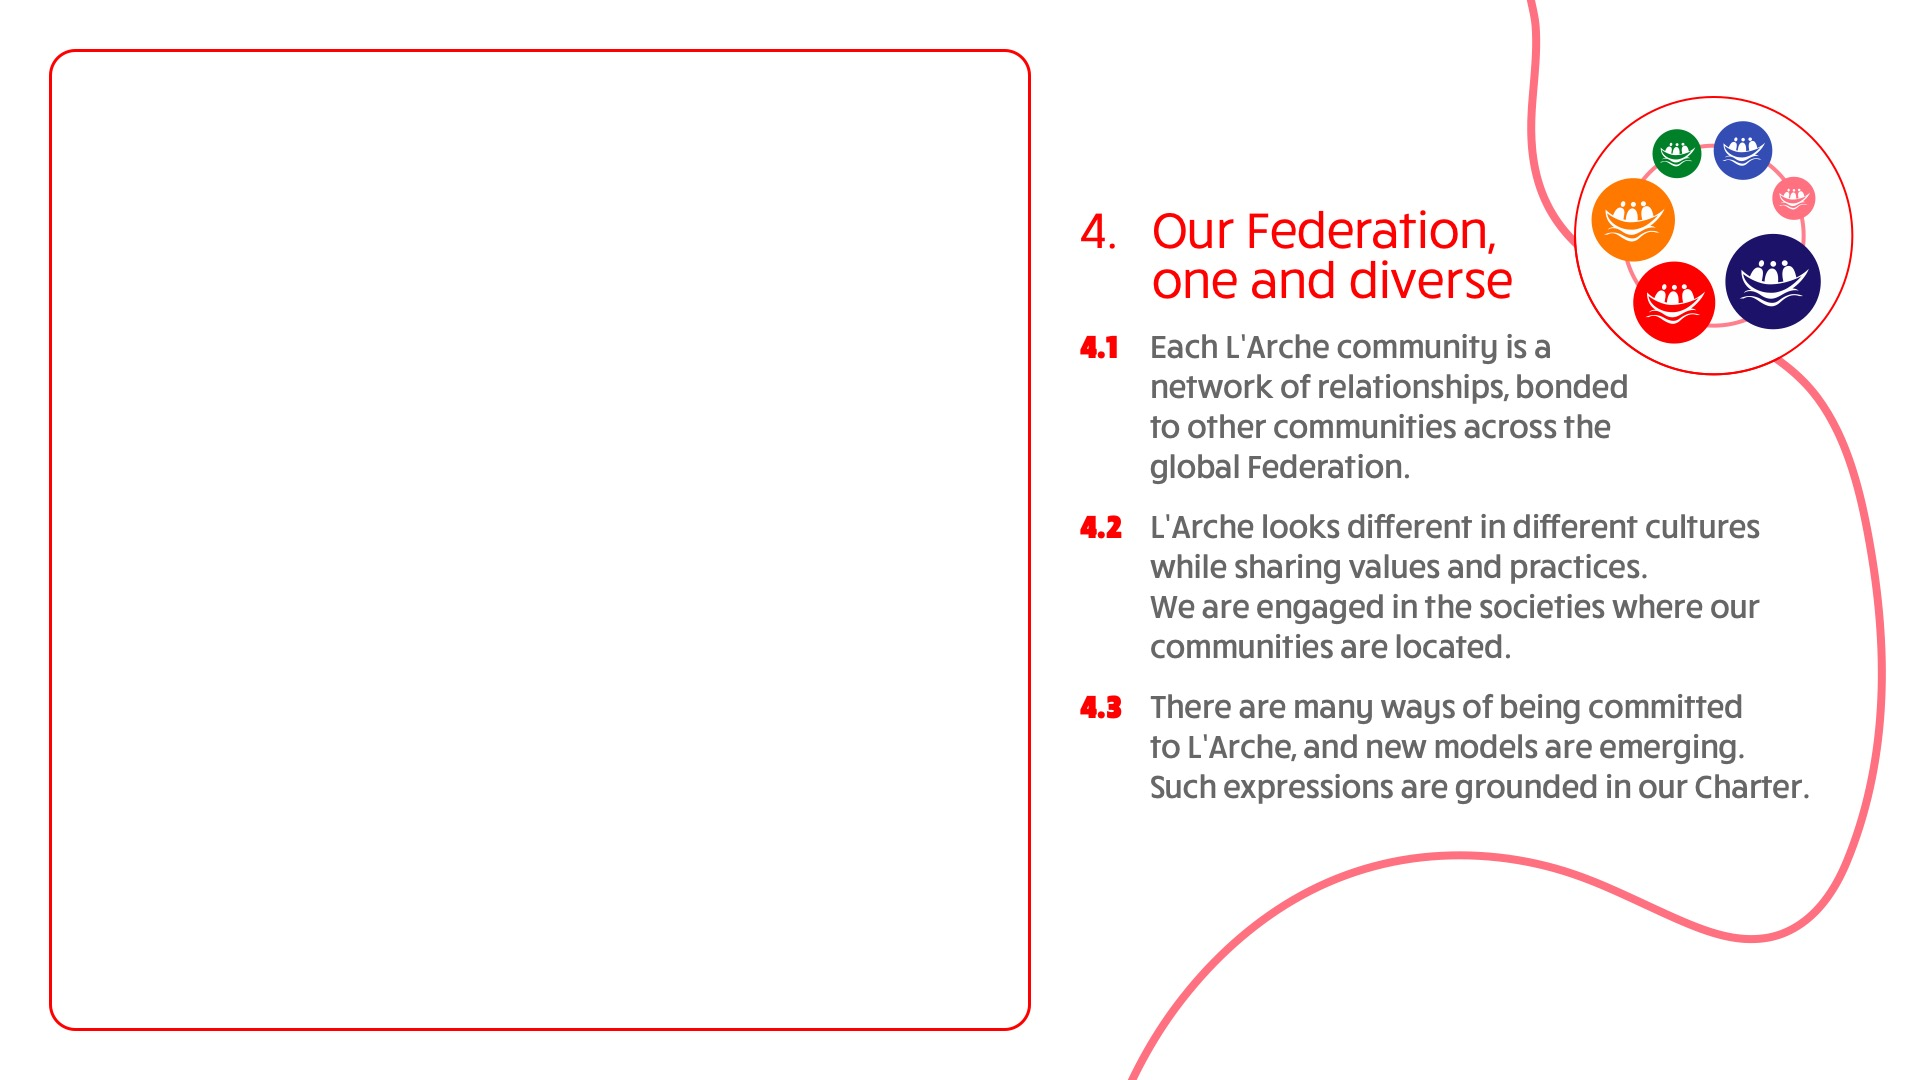 4. Our Federation,
one and diverse
4.1 Each L'Arche community is a
network of relationships, bonded
to other communities across the
global Federation.
4.2 L'Arche looks different in different cultures
while sharing values and practices.
We are engaged in the societies where our
communities are located.
4.3 There are many ways of being committed
to L'Arche, and new models are emerging.
Such expressions are grounded in our Charter.